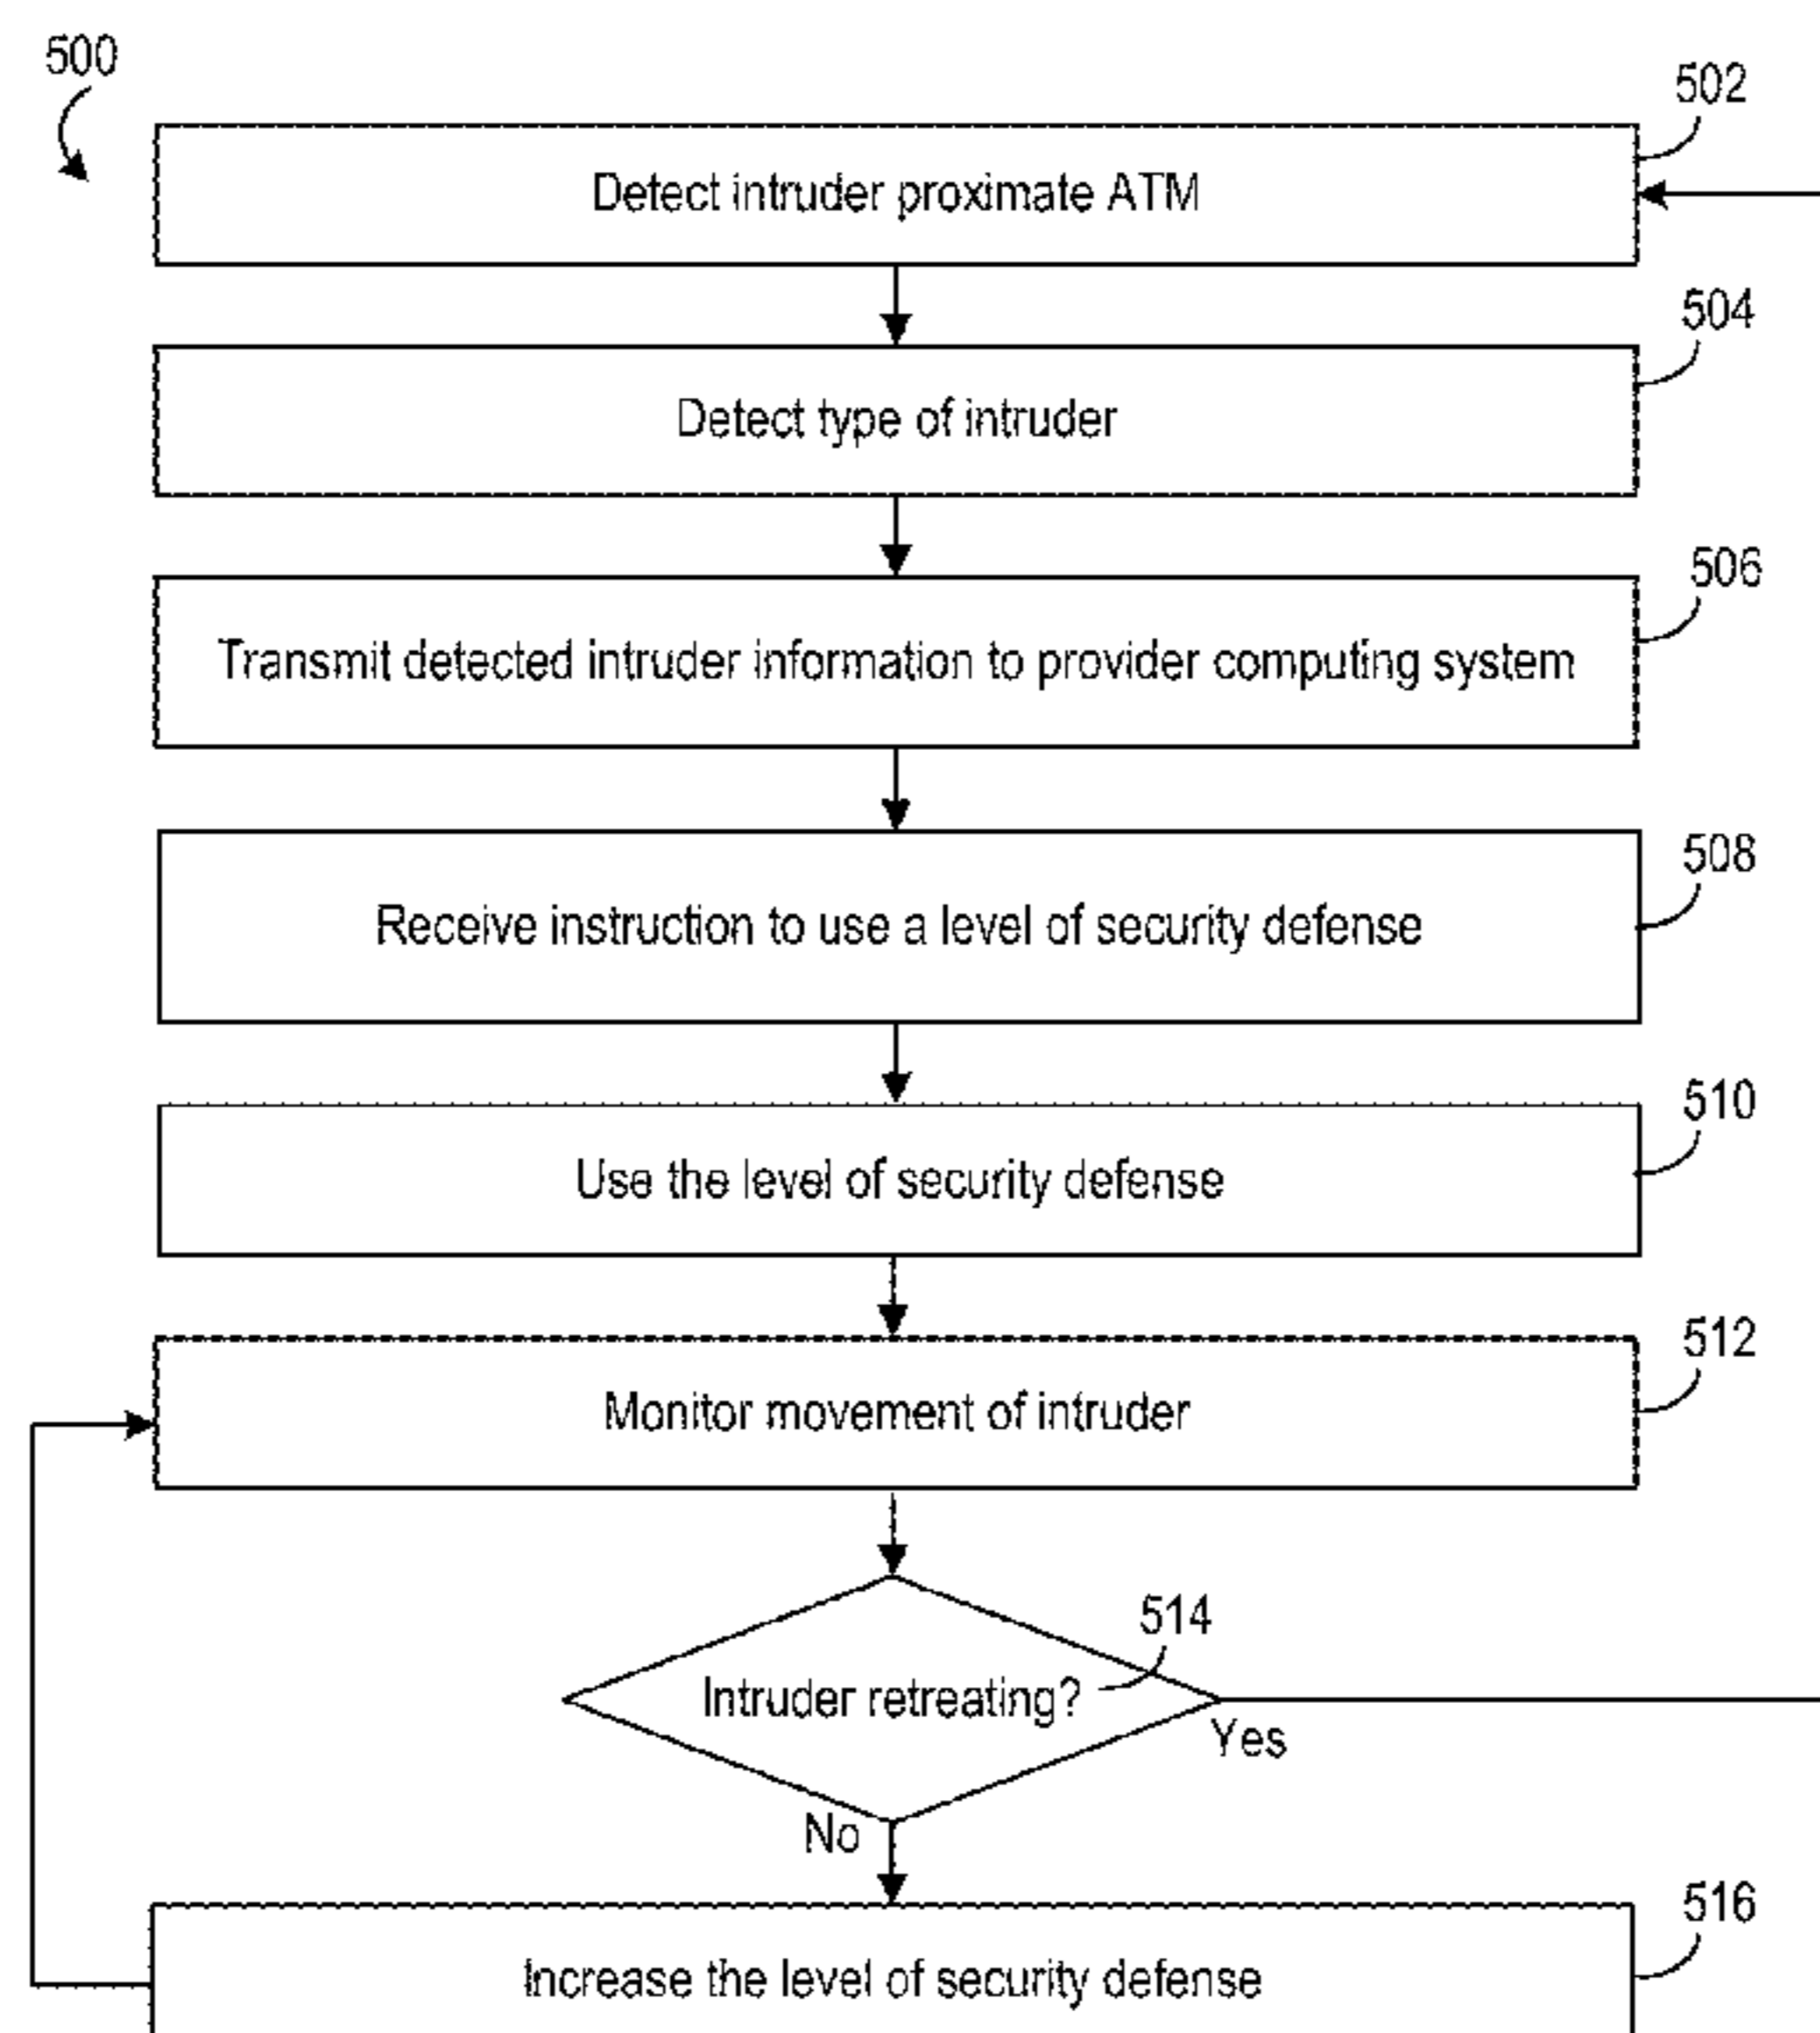 500
502
Detect intruder proximate ATM
504
Detect type of intruder
506
Transmit detected intruder information to provider computing system
508
Receive instruction to use a level of security defense
510
Use the level of security defense
512
Monitor movement of intruder
514
Intruder retreating?
Yes
No
516
Increase the level of security defense